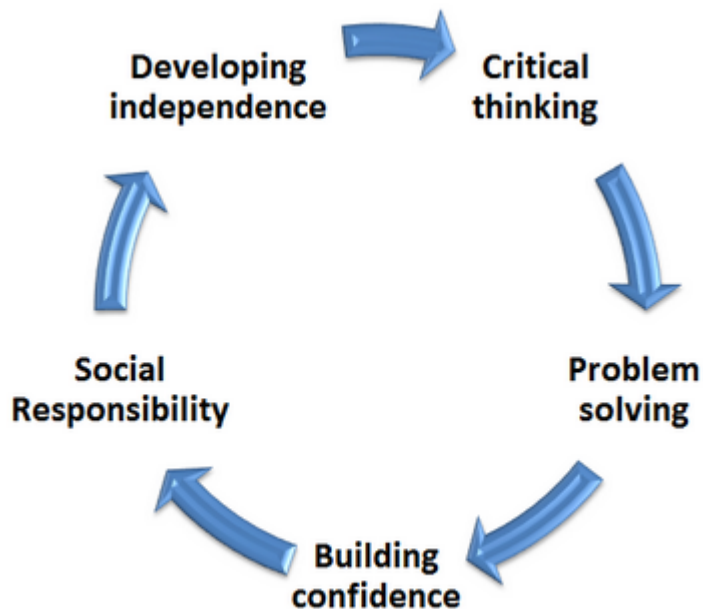 Developing
independence
Critical
thinking
Problem
solving
Building
confidence
Social
Responsibility